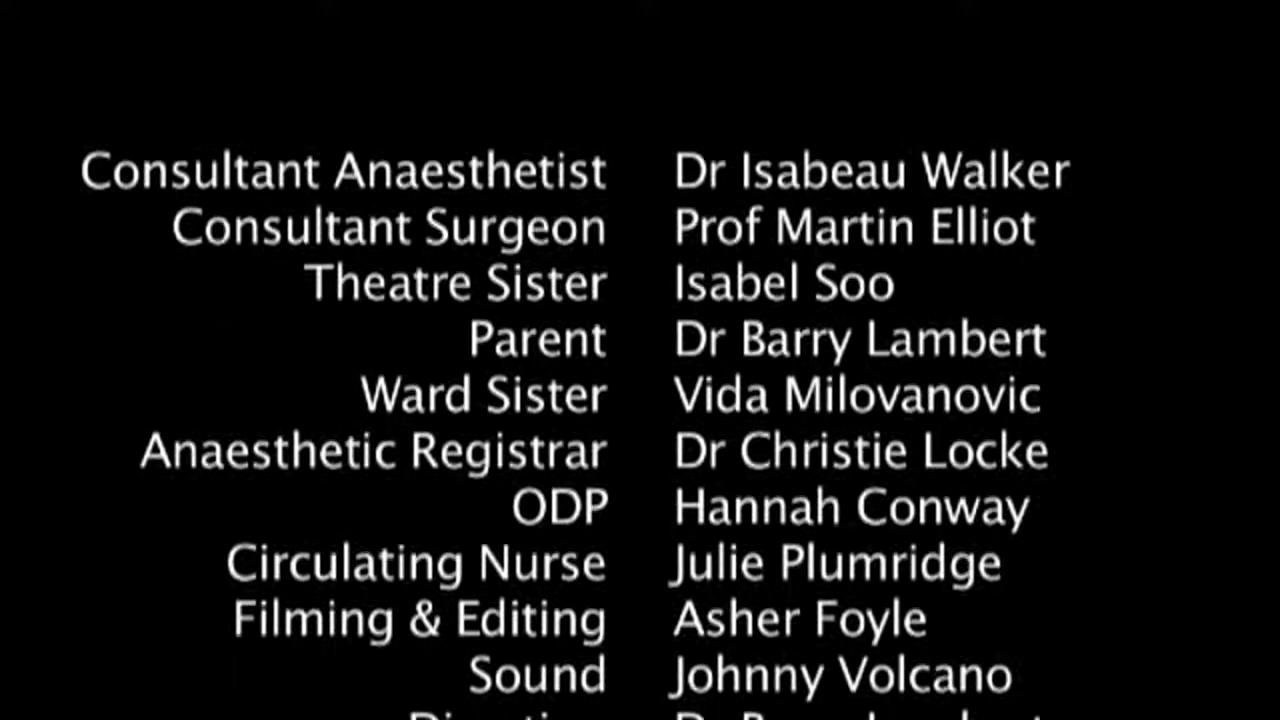 Consultant Anaesthetist Dr Isabeau Walker
Consultant Surgeon Prof Martin Elliot
Theatre Sister Isabel Soo
Parent Dr Barry Lambert
Ward Sister Vida Milovanovic
Anaesthetic Registrar Dr Christie Locke
ODP Hannah Conway
Circulating Nurse Julie Plumridge
Filming & Editing Asher Foyle
Sound Johnny Volcano